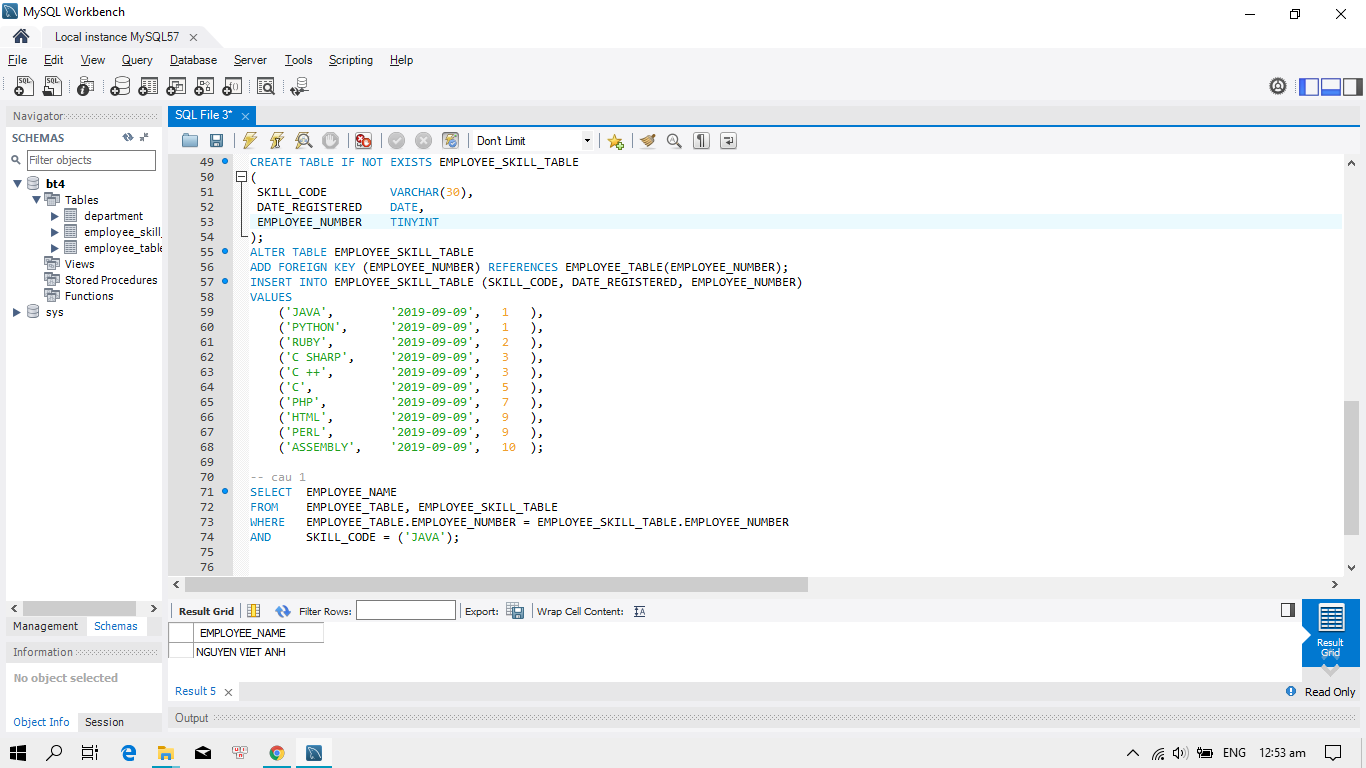 MySQL Workbench
Local instance MySQL57
File Edit View Query Database Server Tools Scripting Help
Navigator
SCHEMAS
Filter objects
bt4
Tables
department
employee_skill_
employee_table
Views
Stored Procedures
Functions
sys
Management Schemas
Information
No object selected
Object Info Session
SQL File 3*
Don't Limit
49 CREATE TABLE IF NOT EXISTS EMPLOYEE_SKILL_TABLE
50 (
51 SKILL_CODE VARCHAR(30),
52 DATE_REGISTERED DATE,
53 EMPLOYEE_NUMBER TINYINT
54 );
55 ALTER TABLE EMPLOYEE_SKILL_TABLE
56 ADD FOREIGN KEY (EMPLOYEE_NUMBER) REFERENCES EMPLOYEE_TABLE(EMPLOYEE_NUMBER);
57 INSERT INTO EMPLOYEE_SKILL_TABLE (SKILL_CODE, DATE_REGISTERED, EMPLOYEE_NUMBER)
58 VALUES
59 ('JAVA', '2019-09-09', 1 ),
60 ('PYTHON', '2019-09-09', 1 ),
61 ('RUBY', '2019-09-09', 2 ),
62 ('C SHARP', '2019-09-09', 3 ),
63 ('C ++', '2019-09-09', 3 ),
64 ('C', '2019-09-09', 5 ),
65 ('PHP', '2019-09-09', 7 ),
66 ('HTML', '2019-09-09', 9 ),
67 ('PERL', '2019-09-09', 9 ),
68 ('ASSEMBLY', '2019-09-09', 10 );
69
70 -- cau 1
71 SELECT EMPLOYEE_NAME
72 FROM EMPLOYEE_TABLE, EMPLOYEE_SKILL_TABLE
73 WHERE EMPLOYEE_TABLE.EMPLOYEE_NUMBER = EMPLOYEE_SKILL_TABLE.EMPLOYEE_NUMBER
74 AND SKILL_CODE = ('JAVA');
75
76
Result Grid Filter Rows: Export: Wrap Cell Content:
EMPLOYEE_NAME
NGUYEN VIET ANH
Result
Grid
Result 5
Read Only
Output
ENG 12:53 am